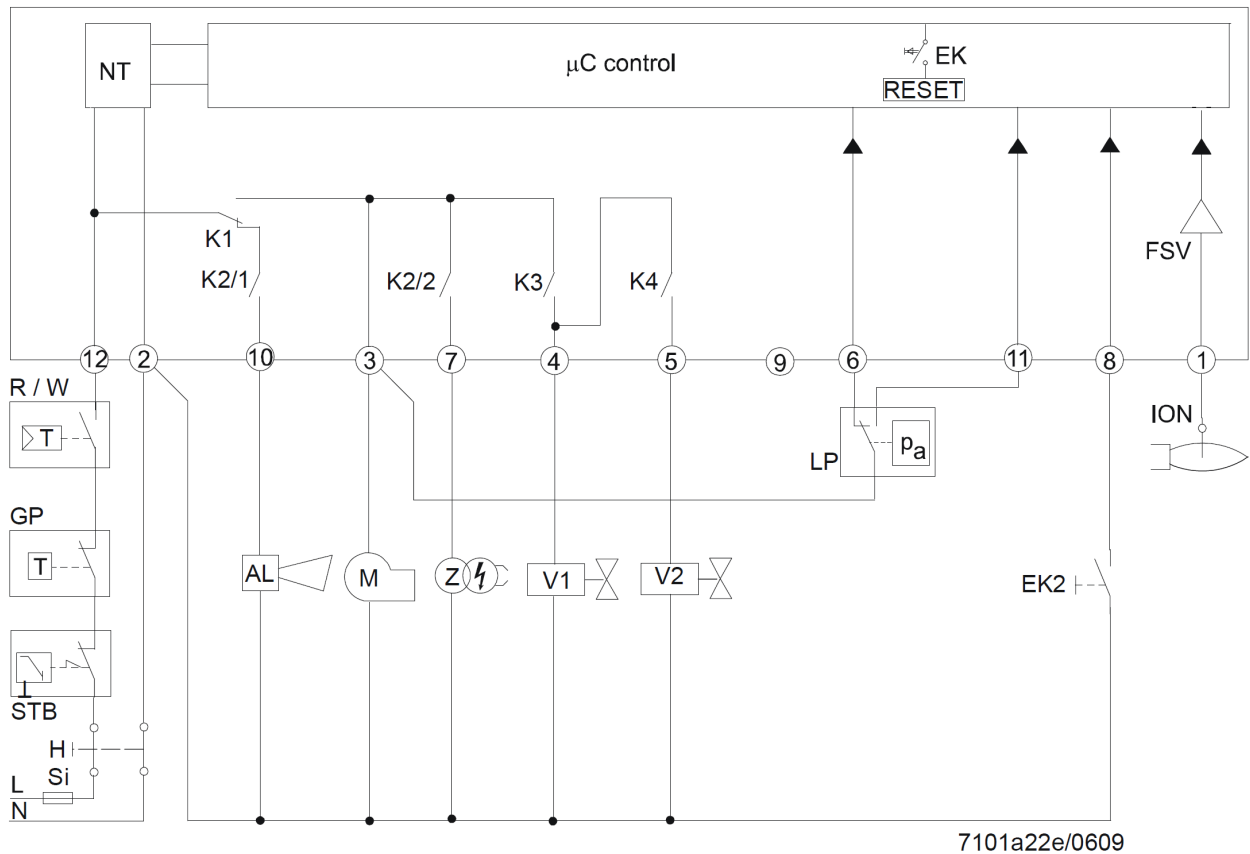 NT
μC control
EK
RESET
FSV
K1
K2/1
K2/2
K3
K4
12
2
10
3
7
4
5
9
6
11
8
1
R / W
T
ION
LP
pa
GP
T
AL
M
Z
V1
V2
EK2
STB
H
Si
L
N
7101a22e/0609